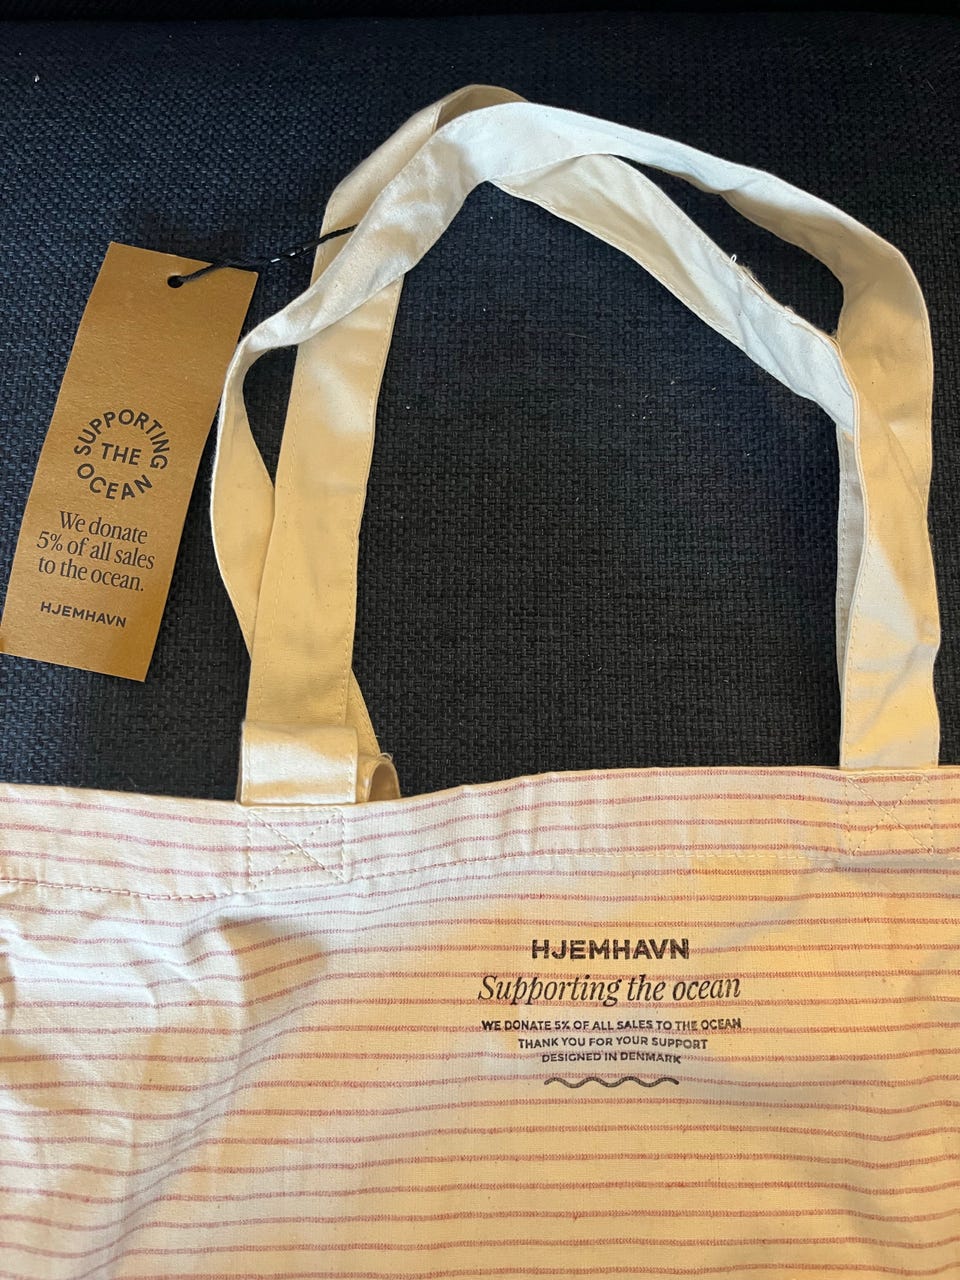 SUPPORTING
THE
OCEAN
We donate
5% of all sales
to the ocean.
HJEMHAVN
HJEMHAVN
Supporting the ocean
WE DONATE 5% OF ALL SALES TO THE OCEAN
THANK YOU FOR YOUR SUPPORT
DESIGNED IN DENMARK